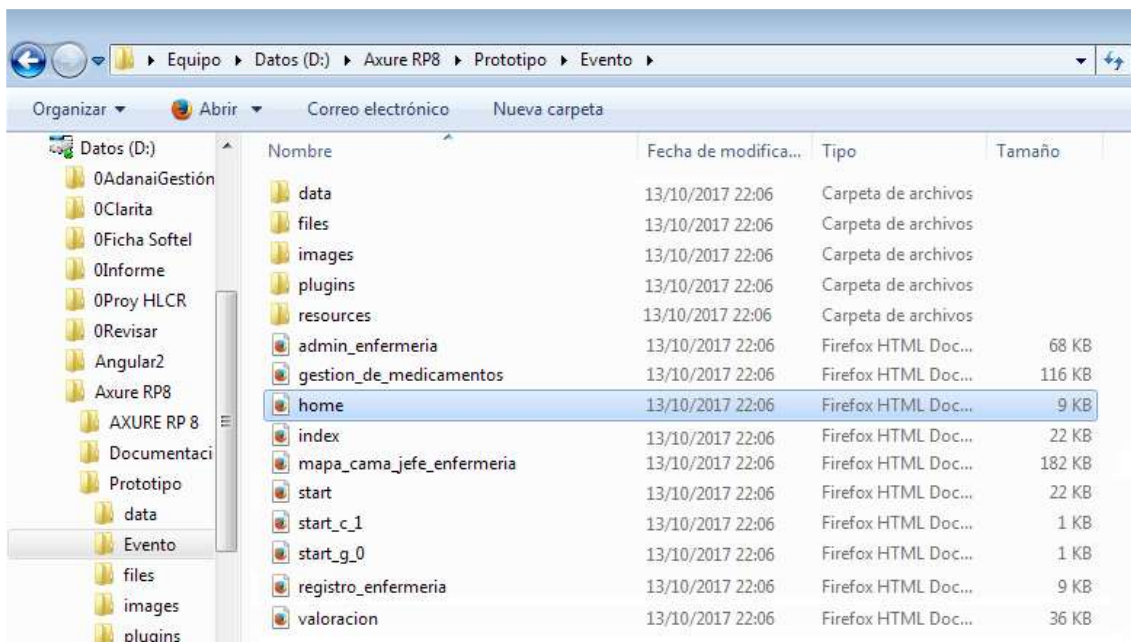 Equipo Datos (D:) Axure RP8 Prototipo Evento
Organizar Abrir Correo electrónico Nueva carpeta
Datos (D:)
0AdanaiGestión
0Clarita
0Ficha Softel
0Informe
0Proy HLCR
0Revisar
Angular2
Axure RP8
AXURE RP 8
Documentaci
Prototipo
data
Evento
files
images
plugins
Nombre Fecha de modifica... Tipo Tamaño
data 13/10/2017 22:06 Carpeta de archivos
files 13/10/2017 22:06 Carpeta de archivos
images 13/10/2017 22:06 Carpeta de archivos
plugins 13/10/2017 22:06 Carpeta de archivos
resources 13/10/2017 22:06 Carpeta de archivos
admin_enfermeria 13/10/2017 22:06 Firefox HTML Doc... 68 KB
gestion_de_medicamentos 13/10/2017 22:06 Firefox HTML Doc... 116 KB
home 13/10/2017 22:06 Firefox HTML Doc... 9 KB
index 13/10/2017 22:06 Firefox HTML Doc... 22 KB
mapa_cama_jefe_enfermeria 13/10/2017 22:06 Firefox HTML Doc... 182 KB
start 13/10/2017 22:06 Firefox HTML Doc... 22 KB
start_c_1 13/10/2017 22:06 Firefox HTML Doc... 1 KB
start_g_0 13/10/2017 22:06 Firefox HTML Doc... 1 KB
registro_enfermeria 13/10/2017 22:06 Firefox HTML Doc... 9 KB
valoracion 13/10/2017 22:06 Firefox HTML Doc... 36 KB